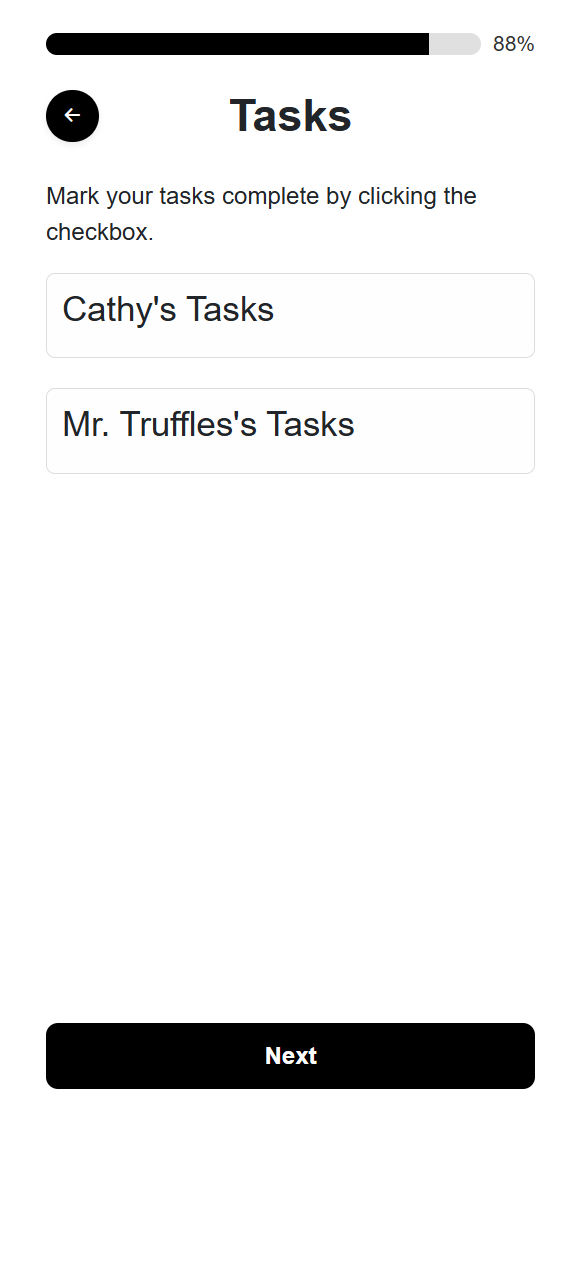 88%
Tasks
Mark your tasks complete by clicking the
checkbox.
Cathy's Tasks
Mr. Truffles's Tasks
Next